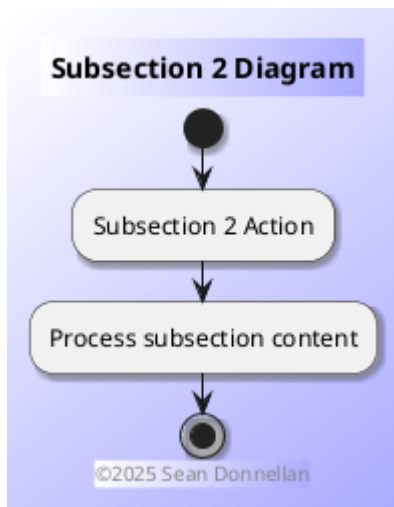 Subsection 2 Diagram
Subsection 2 Action
Process subsection content
©2025 Sean Donnellan